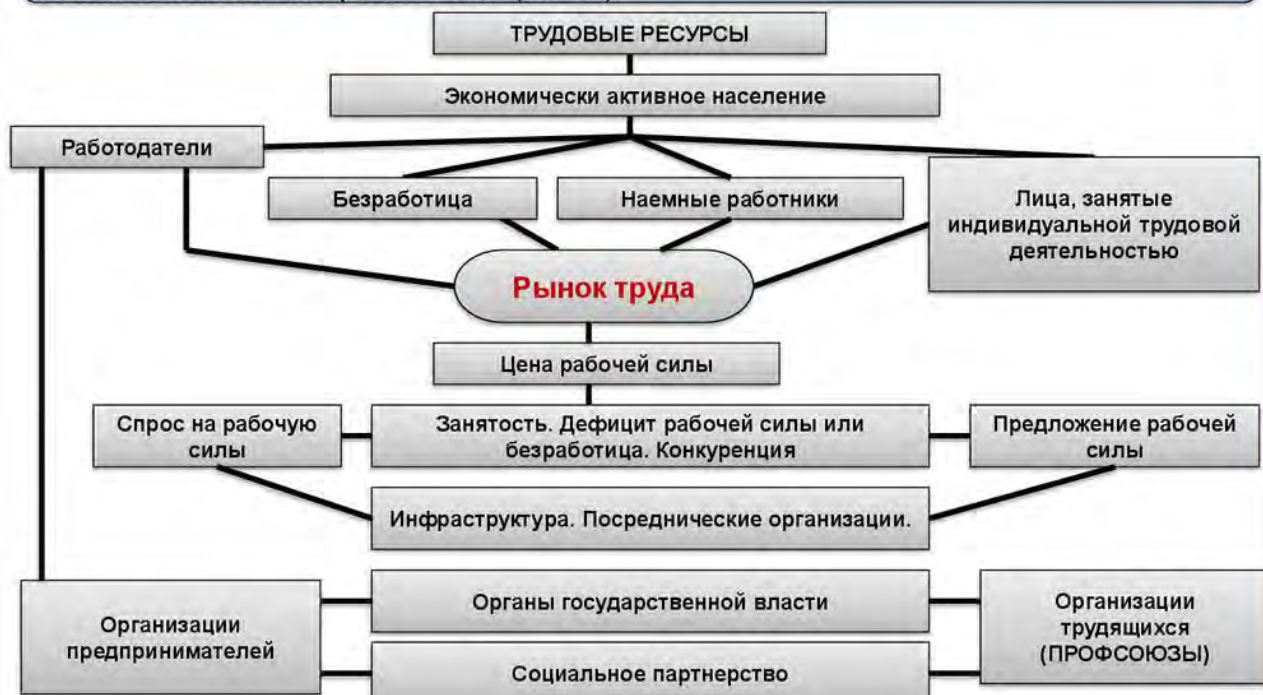 ТРУДОВЫЕ РЕСУРСЫ
Экономически активное население
Работодатели
Безработица
Наемные работники
Лица, занятые
индивидуальной трудовой
деятельностью
Рынок труда
Цена рабочей силы
Спрос на рабочую
силы
Занятость. Дефицит рабочей силы или
безработица. Конкуренция
Предложение рабочей
силы
Инфраструктура. Посреднические организации.
Организации
предпринимателей
Органы государственной власти
Социальное партнерство
Организации
трудящихся
(ПРОФСОЮЗЫ)